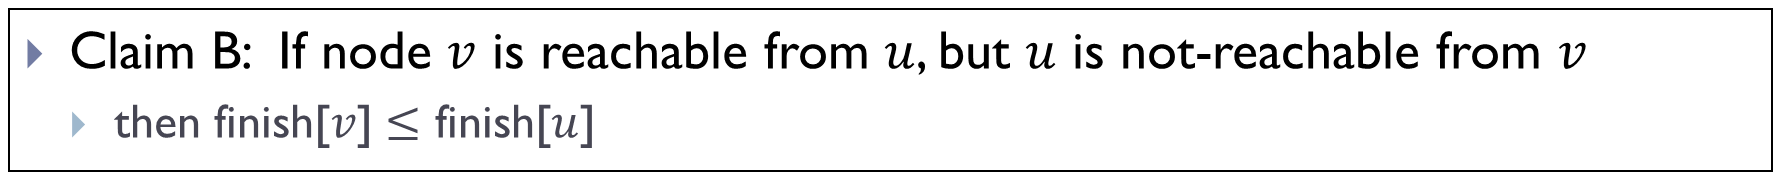 Claim B: If node 𝑣 is reachable from 𝑢, but 𝑢 is not-reachable from 𝑣
then finish[𝑣] ≤ finish[𝑢]